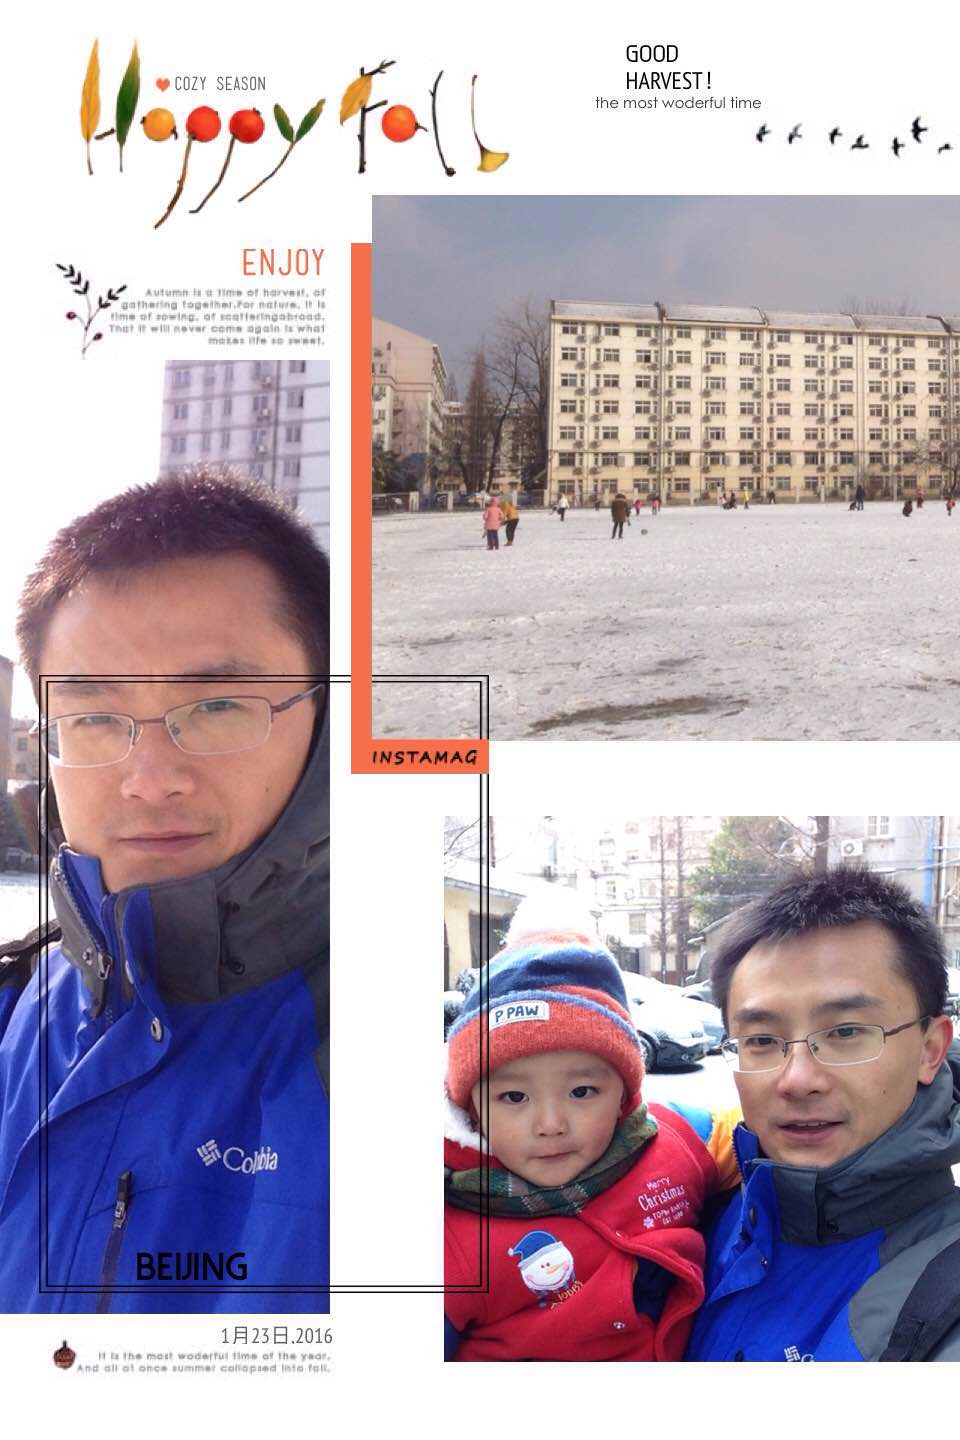 Happy fall
COZY SEASON
GOOD
HARVEST!
the most woderful time
ENJOY
Autumn is a time of harvest, of
gathering together.For nature, it is
time of sowing, of scatteringabroad.
That it will never come again is what
makes life so sweet.
INSTAMAG
P.PAW
Merry
Christmas
Columbia
BEIJING
1月23日,2016
It is the most woderful time of the year,
And all at once summer collapsed into fall.